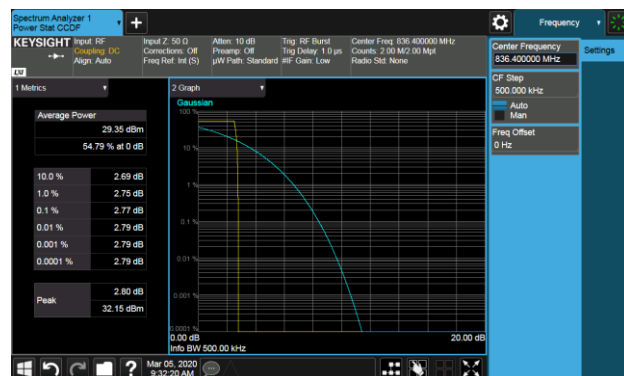 Spectrum Analyzer 1
Power Stat CCDF
Frequency
KEYSIGHT
Input: RF
Coupling: DC
Align: Auto
Input Z: 50 Ω
Corrections: Off
Freq Ref: Int (S)
Atten: 10 dB
Preamp: Off
µW Path: Standard
Trig: RF Burst
Trig Delay: 1.0 µs
#IF Gain: Low
Center Freq: 836.400000 MHz
Counts: 2.00 M/2.00 Mpt
Radio Std: None
LXI
Center Frequency
836.400000 MHz
Settings
CF Step
500.000 kHz
Auto
Man
Freq Offset
0 Hz
1 Metrics
Average Power
29.35 dBm
54.79 % at 0 dB
10.0 % 2.69 dB
1.0 % 2.75 dB
0.1 % 2.77 dB
0.01 % 2.79 dB
0.001 % 2.79 dB
0.0001 % 2.79 dB
Peak
2.80 dB
32.15 dBm
2 Graph
Gaussian
100 %
10 %
1 %
0.1 %
0.01 %
0.001 %
0.0001 %
0.00 dB
20.00 dB
Info BW 500.00 kHz
?
Mar 05, 2020
9:32:20 AM